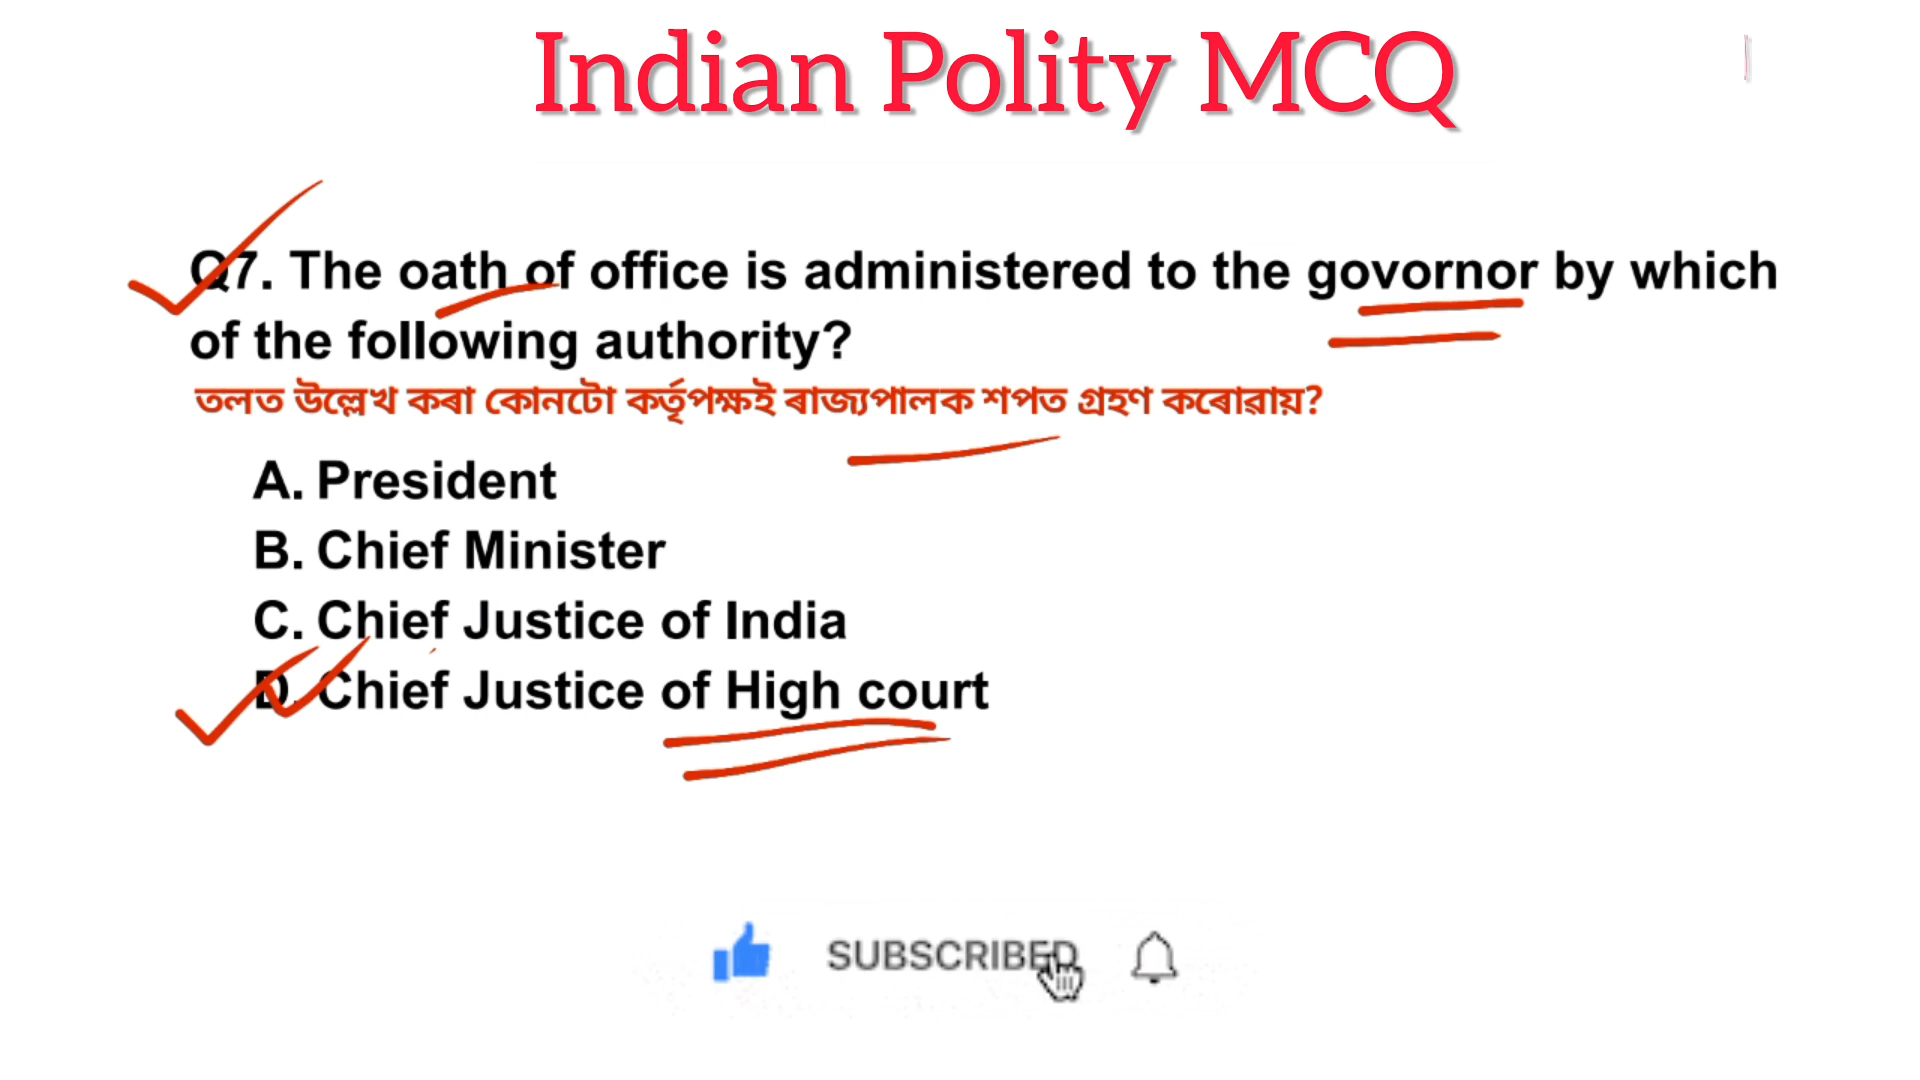 Indian Polity MCQ
Q7. The oath of office is administered to the govornor by which
of the following authority?
তলত উল্লেখ কৰা কোনটো কৰ্তৃপক্ষই ৰাজ্যপালক শপত গ্ৰহণ কৰোৱায়?
A. President
B. Chief Minister
C. Chief Justice of India
D. Chief Justice of High court
SUBSCRIBED